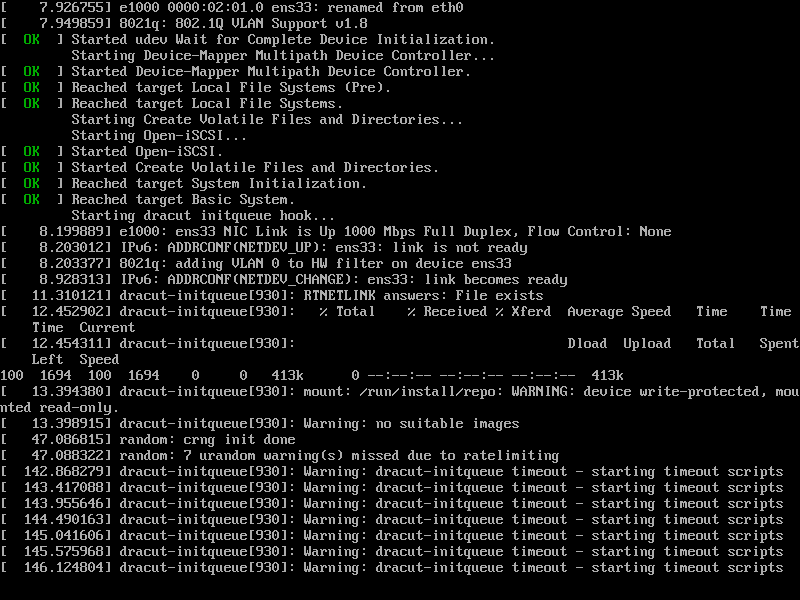 [    7.926755] e1000 0000:02:01.0 ens33: renamed from eth0
[    7.949859] 8021q: 802.1Q VLAN Support v1.8
[  OK  ] Started udev Wait for Complete Device Initialization.
         Starting Device-Mapper Multipath Device Controller...
[  OK  ] Started Device-Mapper Multipath Device Controller.
[  OK  ] Reached target Local File Systems (Pre).
[  OK  ] Reached target Local File Systems.
         Starting Create Volatile Files and Directories...
         Starting Open-iSCSI...
[  OK  ] Started Open-iSCSI.
[  OK  ] Started Create Volatile Files and Directories.
[  OK  ] Reached target System Initialization.
[  OK  ] Reached target Basic System.
         Starting dracut initqueue hook...
[    8.199889] e1000: ens33 NIC Link is Up 1000 Mbps Full Duplex, Flow Control: None
[    8.203012] IPv6: ADDRCONF(NETDEV_UP): ens33: link is not ready
[    8.203377] 8021q: adding VLAN 0 to HW filter on device ens33
[    8.928313] IPv6: ADDRCONF(NETDEV_CHANGE): ens33: link becomes ready
[   11.310121] dracut-initqueue[930]: RTNETLINK answers: File exists
[   12.452902] dracut-initqueue[930]:   % Total    % Received % Xferd  Average Speed   Time    Time
    Time  Current
[   12.454311] dracut-initqueue[930]:                                  Dload  Upload   Total   Spent
    Left  Speed
100  1694  100  1694    0     0   413k      0 --:--:-- --:--:-- --:--:--  413k
[   13.394380] dracut-initqueue[930]: mount: /run/install/repo: WARNING: device write-protected, mou
nted read-only.
[   13.398915] dracut-initqueue[930]: Warning: no suitable images
[   47.086815] random: crng init done
[   47.088322] random: 7 urandom warning(s) missed due to ratelimiting
[  142.868279] dracut-initqueue[930]: Warning: dracut-initqueue timeout - starting timeout scripts
[  143.417088] dracut-initqueue[930]: Warning: dracut-initqueue timeout - starting timeout scripts
[  143.955646] dracut-initqueue[930]: Warning: dracut-initqueue timeout - starting timeout scripts
[  144.490163] dracut-initqueue[930]: Warning: dracut-initqueue timeout - starting timeout scripts
[  145.041606] dracut-initqueue[930]: Warning: dracut-initqueue timeout - starting timeout scripts
[  145.575968] dracut-initqueue[930]: Warning: dracut-initqueue timeout - starting timeout scripts
[  146.124804] dracut-initqueue[930]: Warning: dracut-initqueue timeout - starting timeout scripts